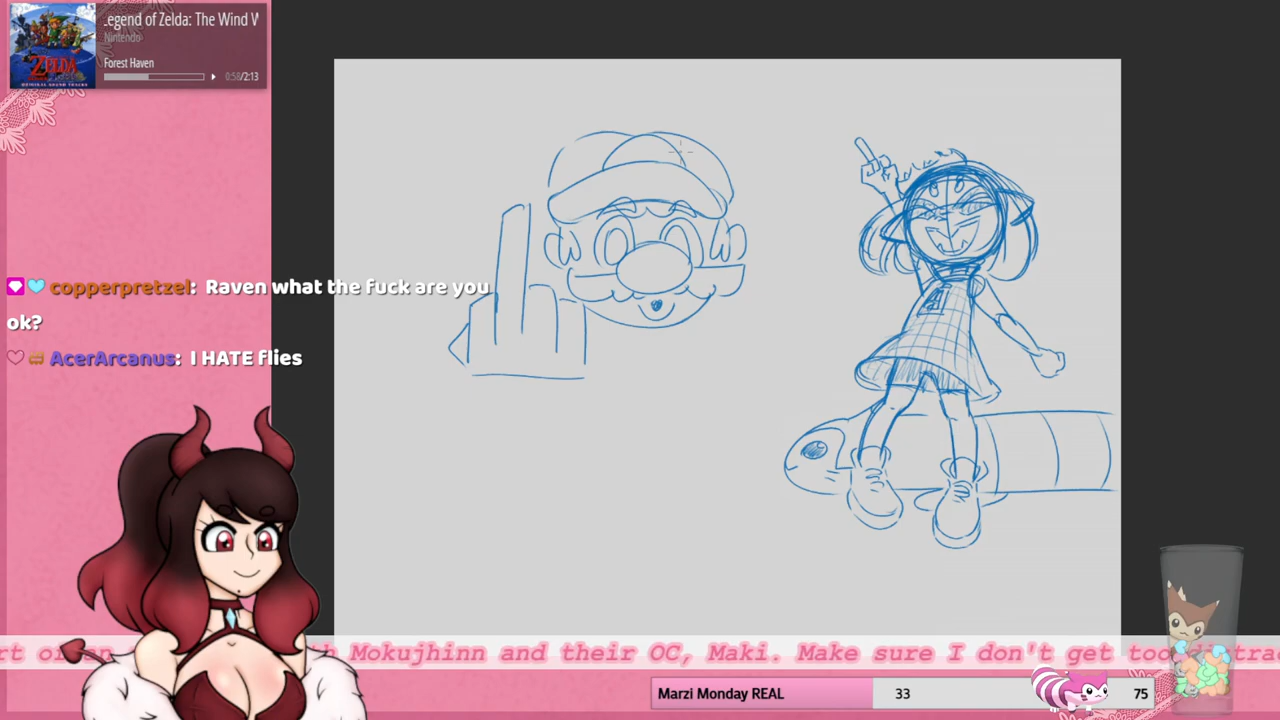 .egend of Zelda: The Wind V
Nintendo
Forest Haven
0:58/2:13
ZELDA
copperpretzel: Raven what the fuck are you
ok?
AcerArcanus: I HATE flies
Mokujhinn and their OC, Maki. Make sure I don't get too
Marzi Monday REAL 33 75